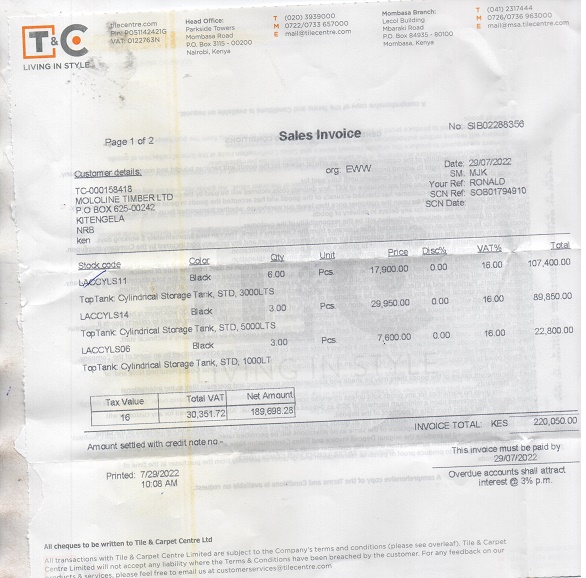 T&C
LIVING IN STYLE
tilecentre.com
PIN: P051142421G
VAT: 0122763N
Head Office:
Parkside Towers
Mombasa Road
P.O. Box 3115 - 00200
Nairobi, Kenya
T (020) 3939000
M 0722/0733 657000
E mail@tilecentre.com
Mombasa Branch:
Lecol Building
Mbaraki Road
P.O. Box 84935 - 80100
Mombasa, Kenya
T (041) 2317444
M 0726/0736 963000
E mail@msa.tilecentre.com
Page 1 of 2
Sales Invoice
No: SIB02288356
Customer details:
TC-000158418
MOLOLINE TIMBER LTD
P.O BOX 625-00242
KITENGELA
NRB
ken
org: EWW
Date: 29/07/2022
SM: MJK
Your Ref: RONALD
SCN Ref: SOB01794910
SCN Date:
Stock code Color Qty Unit Price Disc% VAT% Total
LACCYLS11 Black 6.00 Pcs 17,900.00 0.00 16.00 107,400.00
TopTank: Cylindrical Storage Tank, STD, 3000LTS
LACCYLS14 Black 3.00 Pcs 29,950.00 0.00 16.00 89,850.00
TopTank: Cylindrical Storage Tank, STD, 5000LTS
LACCYLS06 Black 3.00 Pcs 7,600.00 0.00 16.00 22,800.00
TopTank: Cylindrical Storage Tank, STD, 1000LT
Tax Value Total VAT Net Amount
16 30,351.72 189,698.28
INVOICE TOTAL KES 220,050.00
Amount settled with credit note no -
This invoice must be paid by
29/07/2022
Printed: 7/29/2022
10:08 AM
Overdue accounts shall attract
interest @ 3% p.m.
All cheques to be written to Tile & Carpet Centre Ltd
All transactions with Tile & Carpet Centre Limited are subject to the Company's terms and conditions (please see overleaf). Tile & Carpet
Centre Limited will not accept any liability where the Terms & Conditions have been breached by the customer. For any feedback on our
products & services, please feel free to email us at customerservices@tilecentre.com